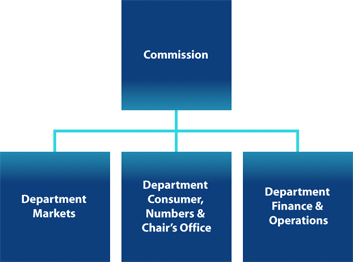 Commission
Department
Markets
Department
Consumer,
Numbers &
Chair's Office
Department
Finance &
Operations